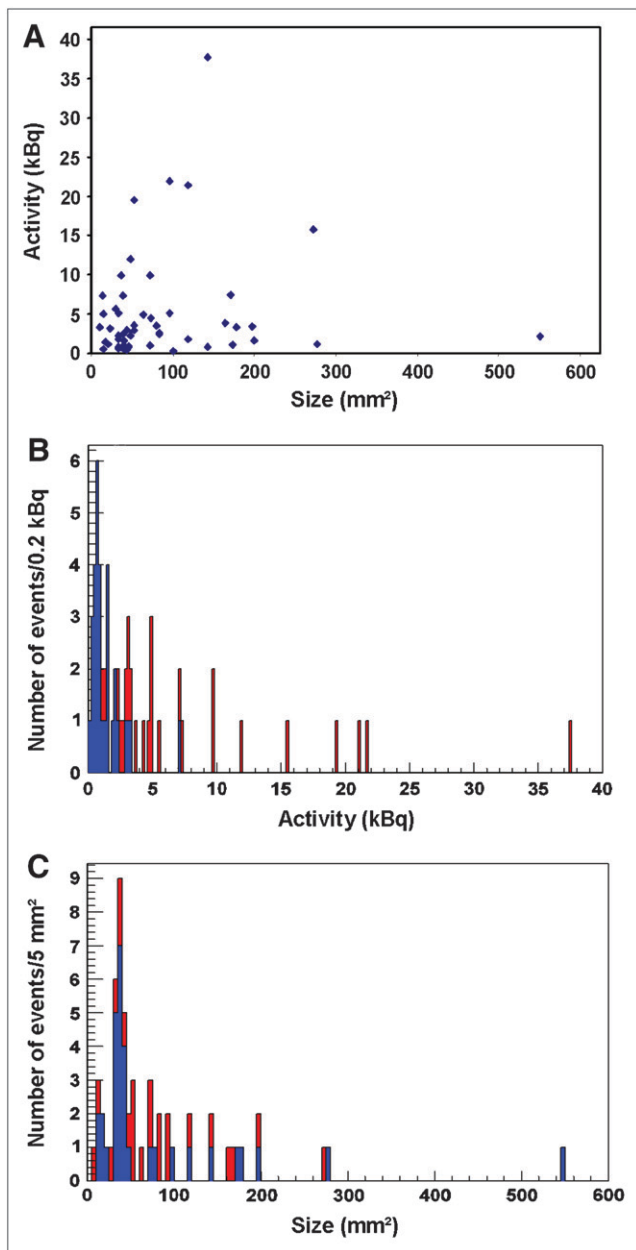 A
40
35
30
25
20
15
10
5
0
Activity (kBq)
0 100 200 300 400 500 600
Size (mm²)
B
6
5
4
3
2
1
0
Number of events/0.2 kBq
0 5 10 15 20 25 30 35 40
Activity (kBq)
C
9
8
7
6
5
4
3
2
1
0
Number of events/5 mm²
0 100 200 300 400 500 600
Size (mm²)